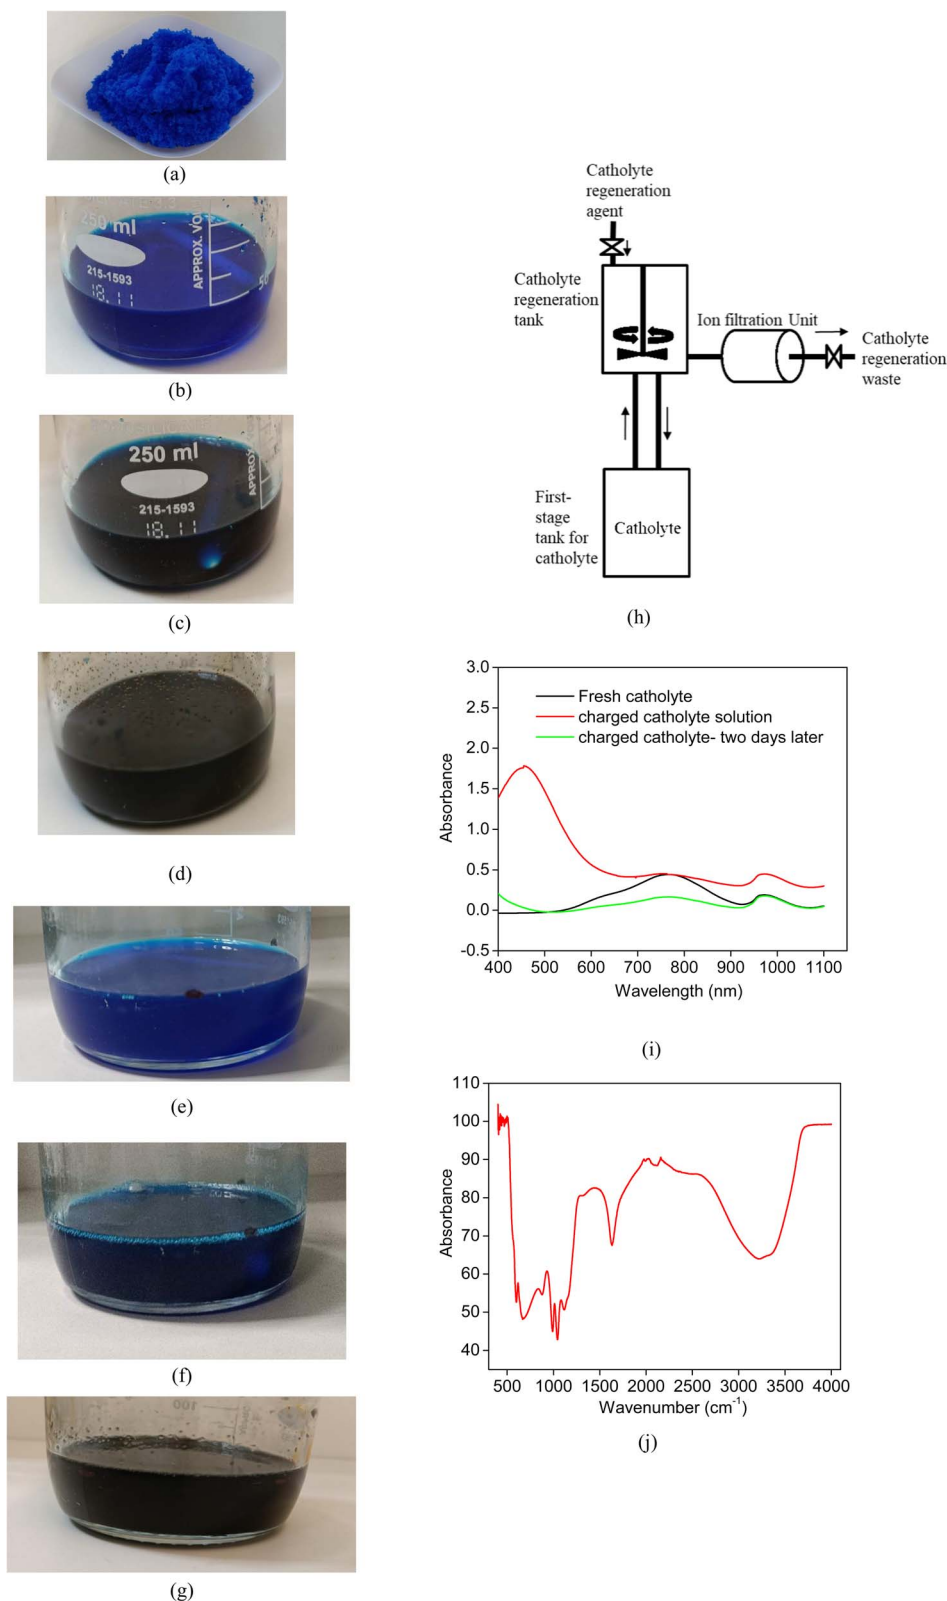 (a)
250 ml
215-1593
18.11
APPROX. VO
50
(b)
250 ml
215-1593
18.11
APPROX
(c)
(d)
(e)
(f)
100
(g)
Catholyte
regeneration
agent
Catholyte
regeneration
tank
Ion filtration Unit
Catholyte
regeneration
waste
First-
stage
tank for
catholyte
Catholyte
(h)
3.0
2.5
2.0
1.5
1.0
0.5
0.0
-0.5
Absorbance
Fresh catholyte
charged catholyte solution
charged catholyte- two days later
400 500 600 700 800 900 1000 1100
Wavelength (nm)
(i)
110
100
90
80
70
60
50
40
Absorbance
500 1000 1500 2000 2500 3000 3500 4000
Wavenumber (cm⁻¹)
(j)